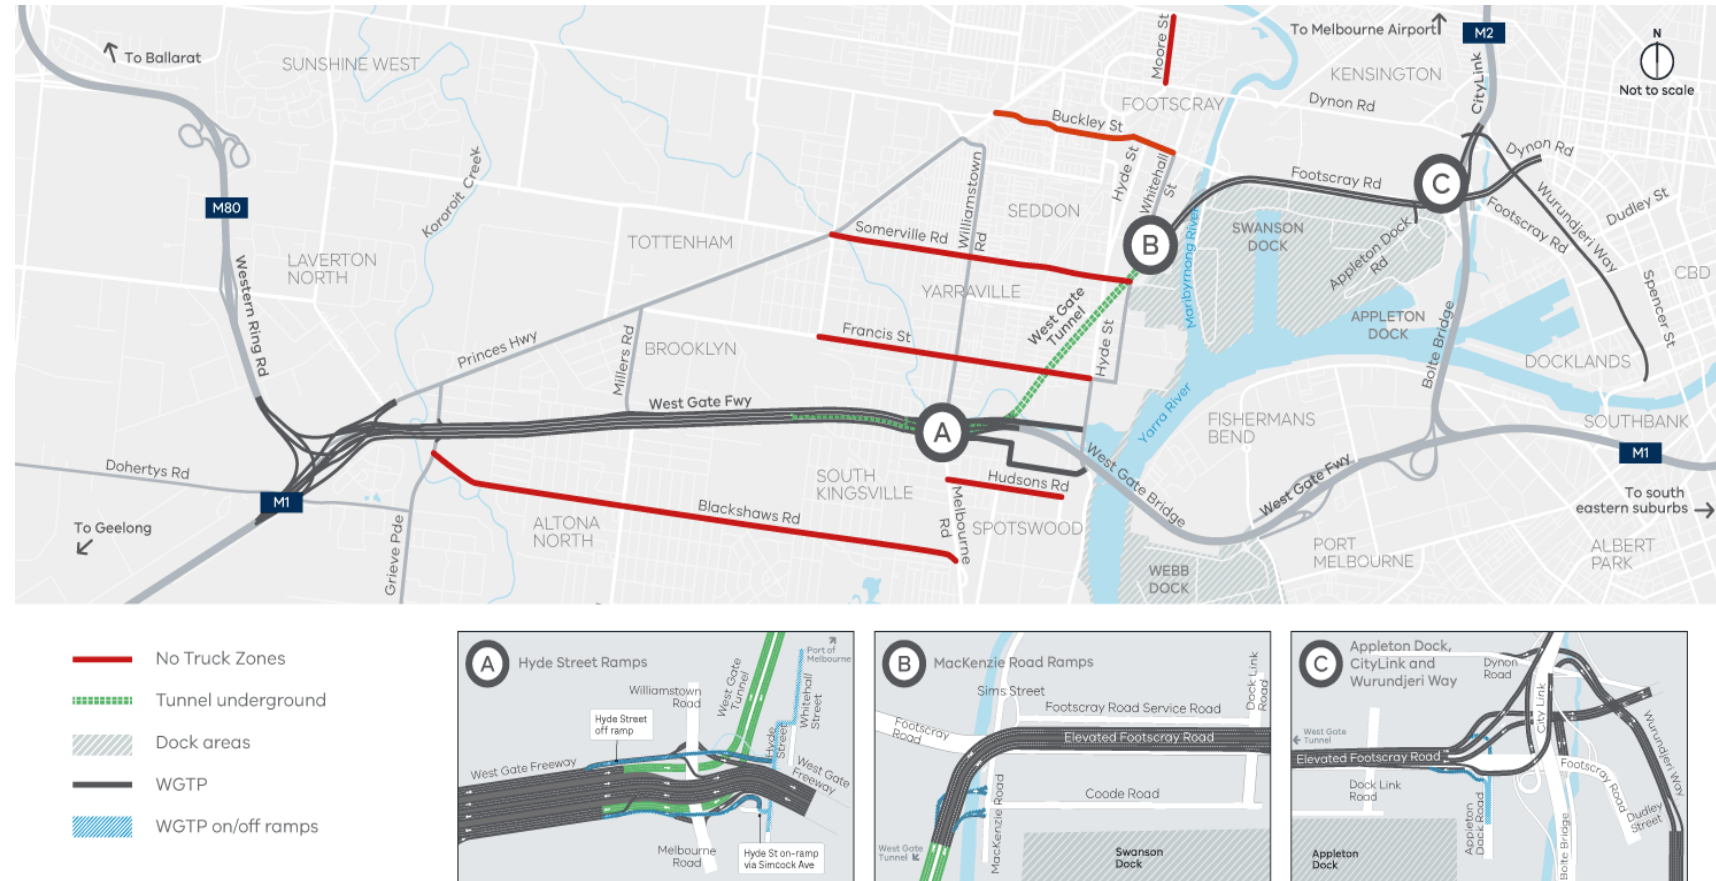 To Ballarat
SUNSHINE WEST
Moore St
To Melbourne Airport
M2
N
Not to scale
KENSINGTON
CityLink
FOOTSCRAY
Dynon Rd
Buckley St
Dynon Rd
Kororoit Creek
Hyde St
Whitehall
St
Footscray Rd
C
Wurundjeri Way
Dudley St
M80
Williamstown
Rd
SEDDON
Footscray Rd
TOTTENHAM
Somerville Rd
B
SWANSON
DOCK
Maribyrnong River
Appleton Dock
Rd
LAVERTON
NORTH
Western Ring Rd
YARRAVILLE
West Gate
Tunnel
CBD
Spencer St
Princes Hwy
Millers Rd
BROOKLYN
Francis St
Hyde St
APPLETON
DOCK
Bolte Bridge
DOCKLANDS
West Gate Fwy
A
Yarra River
FISHERMANS
BEND
SOUTHBANK
M1
Dohertys Rd
M1
SOUTH
KINGSVILLE
Hudsons Rd
West Gate Bridge
West Gate Fwy
To south
eastern suburbs
To Geelong
Grieve Pde
ALTONA
NORTH
Blackshaws Rd
Melbourne
Rd
SPOTSWOOD
PORT
MELBOURNE
ALBERT
PARK
WEBB
DOCK
No Truck Zones
Tunnel underground
Dock areas
WGTP
WGTP on/off ramps
A
Hyde Street Ramps
Port of
Melbourne
Williamstown
Road
West Gate
Tunnel
Whitehall
Street
Hyde Street
off ramp
Hyde
Street
West Gate Freeway
West Gate
Freeway
Melbourne
Road
Hyde St on-ramp
via Simcock Ave
B
MacKenzie Road Ramps
Sims Street
Dock Link
Road
Footscray Road Service Road
Footscray
Road
Elevated Footscray Road
MacKenzie Road
Coode Road
West Gate
Tunnel
Swanson
Dock
C
Appleton Dock,
CityLink and
Wurundjeri Way
Dynon
Road
City Link
West Gate
Tunnel
Wurundjeri Way
Elevated Footscray Road
Dock Link
Road
Footscray
Road
Appleton
Dock Road
Dudley
Street
Bolte Bridge
Appleton
Dock